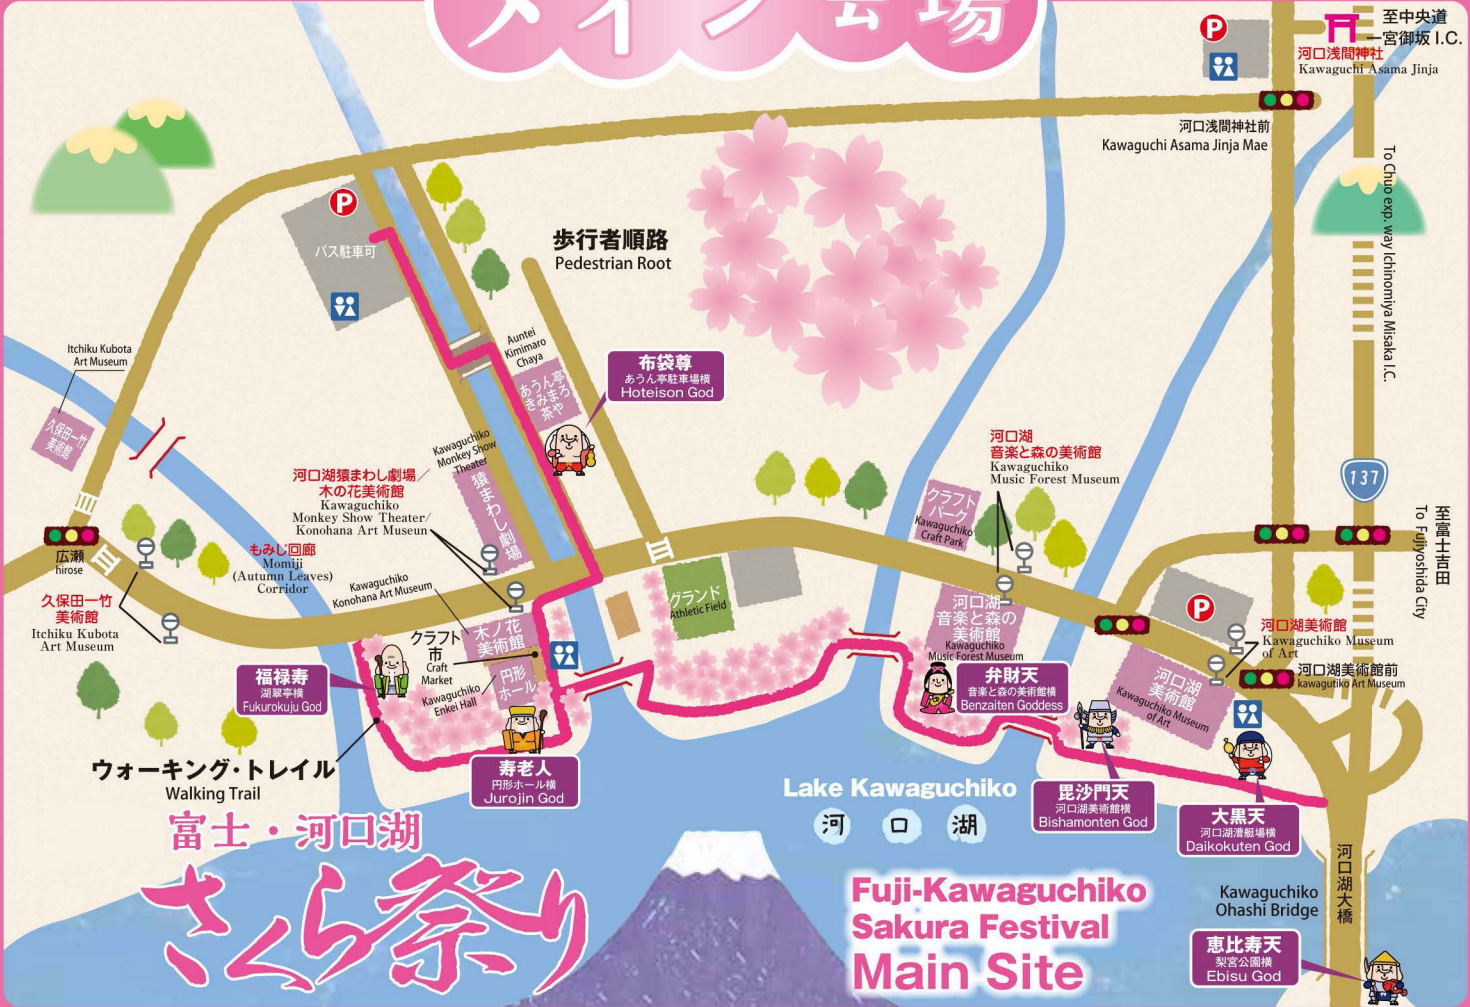 メイン会場
P
至中央道
一宮御坂 I.C.
河口浅間神社
Kawaguchi Asama Jinja
河口浅間神社前
Kawaguchi Asama Jinja Mae
To Chuo exp. way Ichinomiya Misaka I.C.
P
バス駐車可
歩行者順路
Pedestrian Root
Itchiku Kubota
Art Museum
久保田一竹
美術館
Auntei
Kimimaro
Chaya
あうん亭
きみまろ
茶や
布袋尊
あうん亭駐車場横
Hoteison God
Kawaguchiko
Monkey Show
Theater
猿まわし劇場
河口湖猿まわし劇場／
木の花美術館
Kawaguchiko
Monkey Show Theater/
Konohana Art Museun
河口湖
音楽と森の美術館
Kawaguchiko
Music Forest Museum
クラフト
パーク
Kawaguchiko
Craft Park
137
至富士吉田
To Fujiyoshida City
広瀬
hirose
もみじ回廊
Momiji
(Autumn Leaves)
Corridor
久保田一竹
美術館
Itchiku Kubota
Art Museum
Kawaguchiko
Konohana Art Museum
木ノ花
美術館
クラフト
市
Craft
Market
円形
ホール
Kawaguchiko
Enkei Hall
グランド
Athletic Field
河口湖
音楽と森の
美術館
Kawaguchiko
Music Forest Museum
P
河口湖美術館
Kawaguchiko Museum
of Art
河口湖
美術館
Kawaguchiko Museum
of Art
河口湖美術館前
kawagutiko Art Museum
福禄寿
湖翠亭横
Fukurokuju God
弁財天
音楽と森の美術館横
Benzaiten Goddess
寿老人
円形ホール横
Jurojin God
毘沙門天
河口湖美術館横
Bishamonten God
大黒天
河口湖漕艇場横
Daikokuten God
ウォーキング・トレイル
Walking Trail
Lake Kawaguchiko
河口湖
富士・河口湖
さくら祭り
Fuji-Kawaguchiko
Sakura Festival
Main Site
河口湖大橋
Kawaguchiko
Ohashi Bridge
恵比寿天
梨宮公園横
Ebisu God